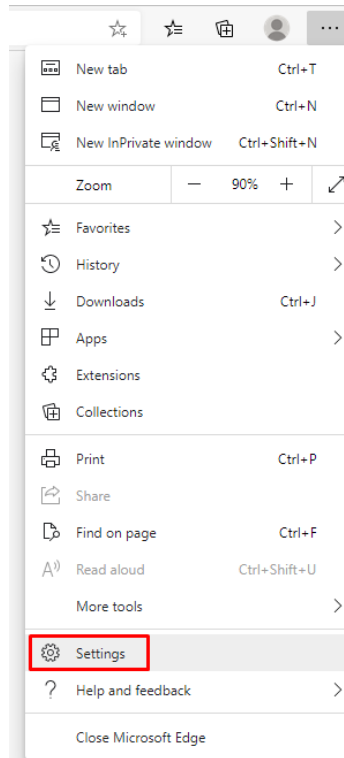 New tab Ctrl+T
New window Ctrl+N
New InPrivate window Ctrl+Shift+N
Zoom — 90% +
Favorites
History
Downloads Ctrl+J
Apps
Extensions
Collections
Print Ctrl+P
Share
Find on page Ctrl+F
Read aloud Ctrl+Shift+U
More tools
Settings
Help and feedback
Close Microsoft Edge